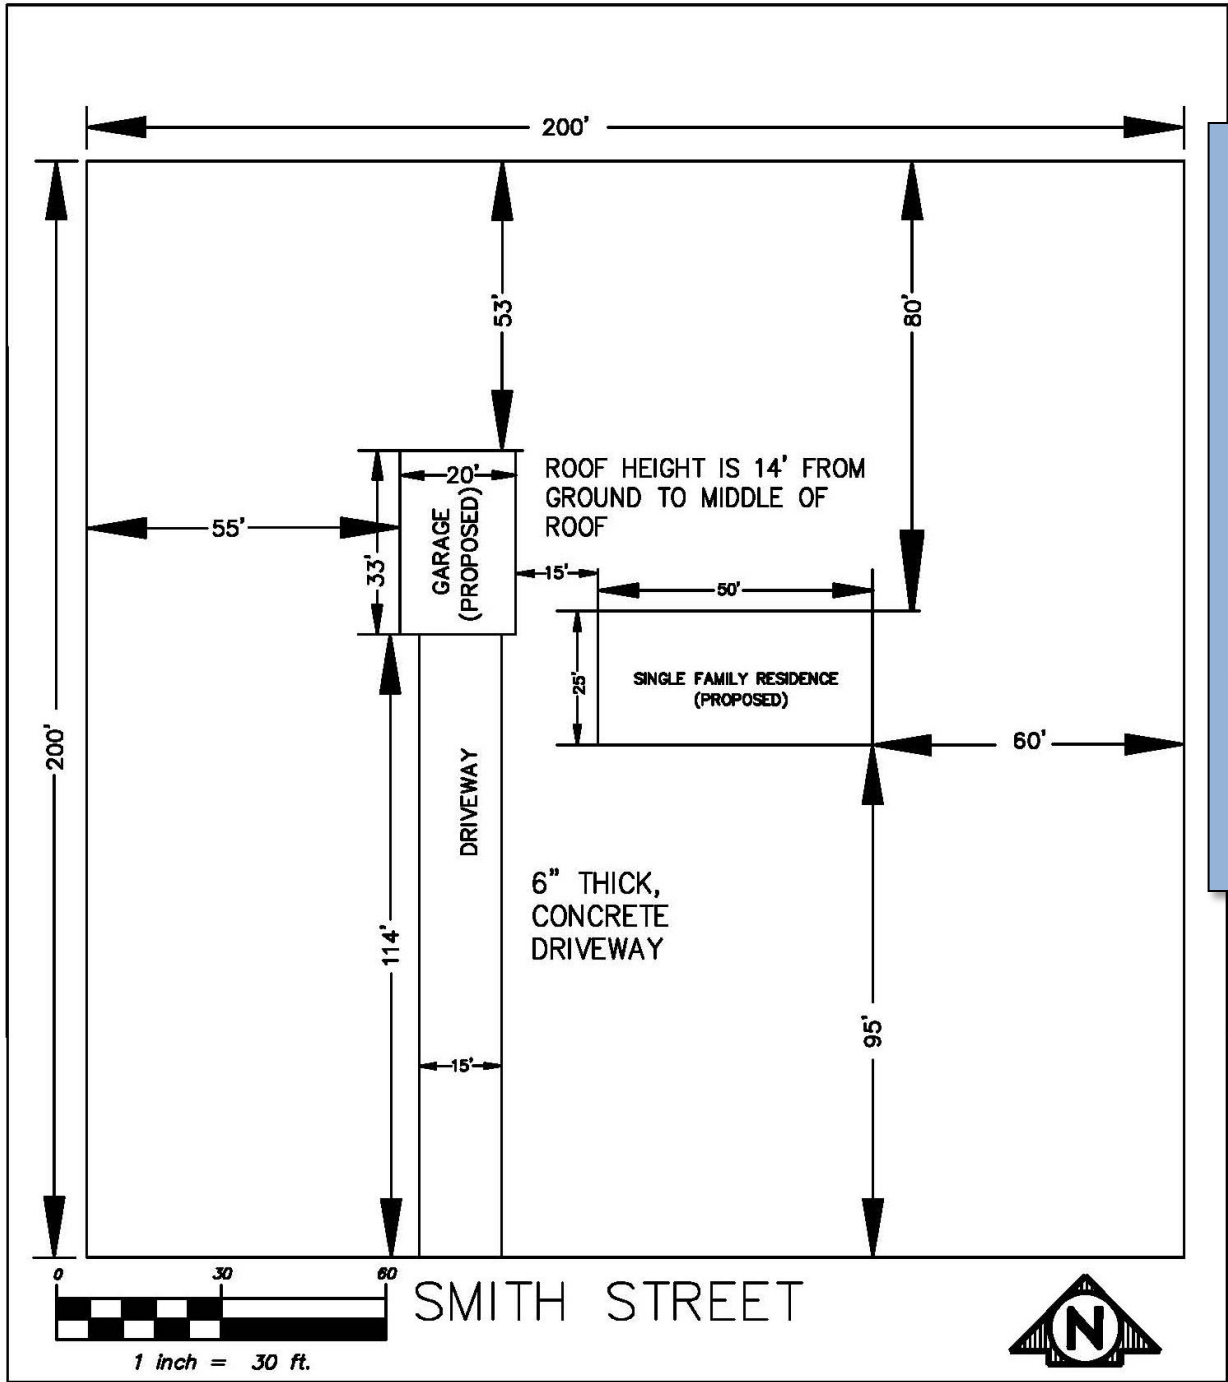 200'
53'
80'
ROOF HEIGHT IS 14' FROM
GROUND TO MIDDLE OF
ROOF
20'
55'
33'
GARAGE
(PROPOSED)
15'
50'
25'
SINGLE FAMILY RESIDENCE
(PROPOSED)
200'
60'
DRIVEWAY
6" THICK,
CONCRETE
DRIVEWAY
114'
95'
15'
0 30 60
SMITH STREET
N
1 inch = 30 ft.